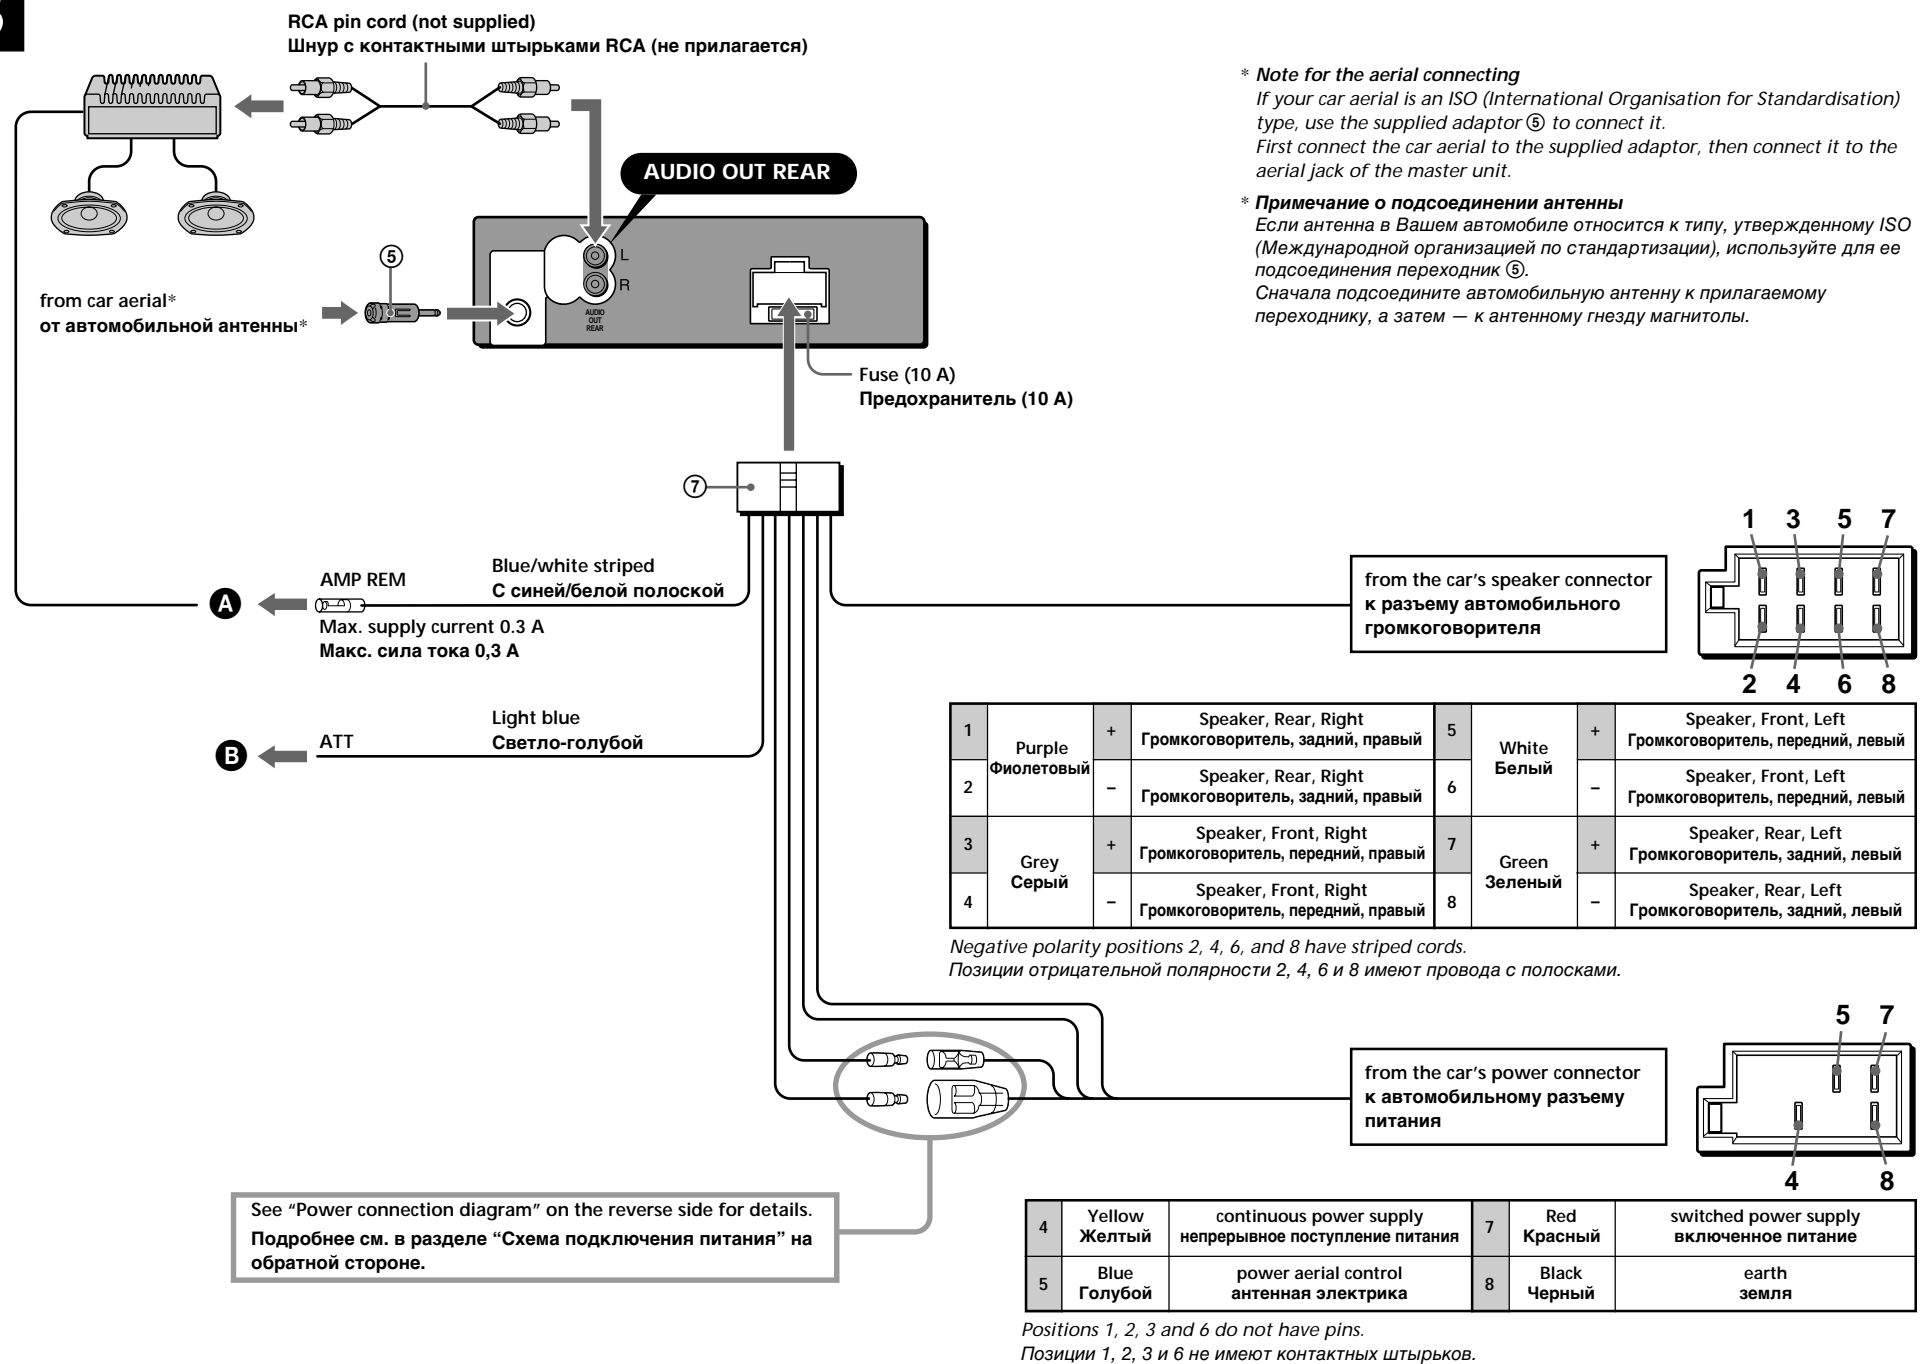 RCA pin cord (not supplied)
Шнур с контактными штырьками RCA (не прилагается)
* Note for the aerial connecting
If your car aerial is an ISO (International Organisation for Standardisation)
type, use the supplied adaptor ⑤ to connect it.
First connect the car aerial to the supplied adaptor, then connect it to the
aerial jack of the master unit.
* Примечание о подсоединении антенны
Если антенна в Вашем автомобиле относится к типу, утвержденному ISO
(Международной организацией по стандартизации), используйте для ее
подсоединения переходник ⑤.
Сначала подсоедините автомобильную антенну к прилагаемому
переходнику, а затем — к антенному гнезду магнитолы.
AUDIO OUT REAR
L
R
AUDIO
OUT
REAR
⑤
from car aerial*
от автомобильной антенны*
Fuse (10 A)
Предохранитель (10 A)
⑦
A
AMP REM
Blue/white striped
С синей/белой полоской
Max. supply current 0.3 A
Макс. сила тока 0,3 A
B
ATT
Light blue
Светло-голубой
from the car's speaker connector
к разъему автомобильного
громкоговорителя
1 3 5 7
2 4 6 8
1 Purple Фиолетовый + Speaker, Rear, Right
Громкоговоритель, задний, правый
2 – Speaker, Rear, Right
Громкоговоритель, задний, правый
3 Grey Серый + Speaker, Front, Right
Громкоговоритель, передний, правый
4 – Speaker, Front, Right
Громкоговоритель, передний, правый
5 White Белый + Speaker, Front, Left
Громкоговоритель, передний, левый
6 – Speaker, Front, Left
Громкоговоритель, передний, левый
7 Green Зеленый + Speaker, Rear, Left
Громкоговоритель, задний, левый
8 – Speaker, Rear, Left
Громкоговоритель, задний, левый
Negative polarity positions 2, 4, 6, and 8 have striped cords.
Позиции отрицательной полярности 2, 4, 6 и 8 имеют провода с полосками.
from the car's power connector
к автомобильному разъему
питания
5 7
4 8
See “Power connection diagram” on the reverse side for details.
Подробнее см. в разделе “Схема подключения питания” на
обратной стороне.
4 Yellow Желтый continuous power supply
непрерывное поступление питания
5 Blue Голубой power aerial control
антенная электрика
7 Red Красный switched power supply
включенное питание
8 Black Черный earth
земля
Positions 1, 2, 3 and 6 do not have pins.
Позиции 1, 2, 3 и 6 не имеют контактных штырьков.